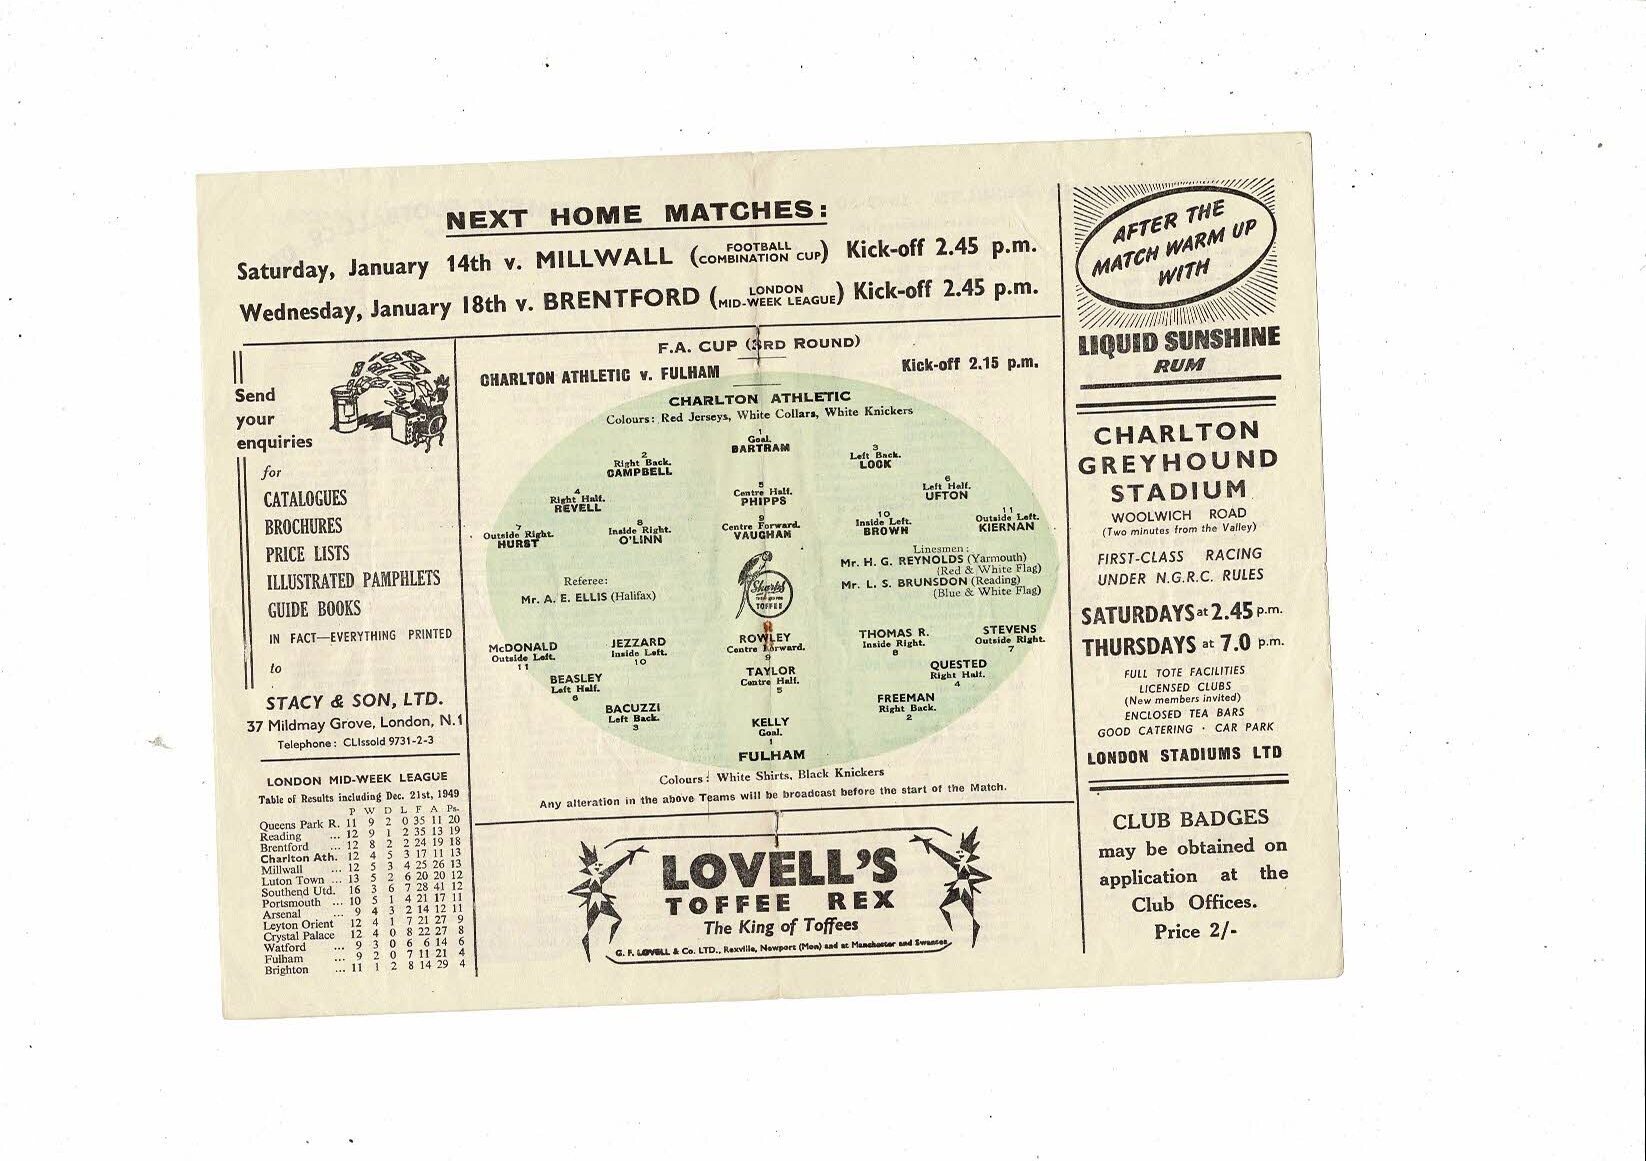 NEXT HOME MATCHES:
Saturday, January 14th v. MILLWALL (FOOTBALL COMBINATION CUP) Kick-off 2.45 p.m.
Wednesday, January 18th v. BRENTFORD (LONDON MID-WEEK LEAGUE) Kick-off 2.45 p.m.
Send
your
enquiries
for
CATALOGUES
BROCHURES
PRICE LISTS
ILLUSTRATED PAMPHLETS
GUIDE BOOKS
IN FACT—EVERYTHING PRINTED
to
STACY & SON, LTD.
37 Mildmay Grove, London, N.1
Telephone: CLIssold 9731-2-3
LONDON MID-WEEK LEAGUE
Table of Results including Dec. 21st, 1949
P W D L F A Ps.
Queens Park R. 11 9 2 0 35 11 20
Reading ... 12 9 1 2 35 13 19
Brentford ... 12 8 2 2 24 19 18
Charlton Ath. 12 4 5 3 17 11 13
Millwall ... 12 5 3 4 25 26 13
Luton Town ... 13 5 2 6 20 20 12
Southend Utd. 16 3 6 7 28 41 12
Portsmouth ... 10 5 1 4 21 17 11
Arsenal ... 9 4 3 2 14 12 11
Leyton Orient 12 4 1 7 21 27 9
Crystal Palace 12 4 0 8 22 27 8
Watford ... 9 3 0 6 6 14 6
Fulham ... 9 2 0 7 11 21 4
Brighton ... 11 1 2 8 14 29 4
F.A. CUP (3RD ROUND)
CHARLTON ATHLETIC v. FULHAM Kick-off 2.15 p.m.
CHARLTON ATHLETIC
Colours: Red Jerseys, White Collars, White Knickers
1
Goal.
BARTRAM
2
Right Back.
CAMPBELL
3
Left Back.
LOCK
4
Right Half.
REVELL
5
Centre Half.
PHIPPS
6
Left Half.
UFTON
7
Outside Right.
HURST
8
Inside Right.
O'LINN
9
Centre Forward.
VAUGHAN
10
Inside Left.
BROWN
11
Outside Left.
KIERNAN
Referee:
Mr. A. E. ELLIS (Halifax)
Sharps
TOFFEE
Linesmen:
Mr. H. G. REYNOLDS (Yarmouth)
(Red & White Flag)
Mr. L. S. BRUNSDON (Reading)
(Blue & White Flag)
McDONALD
Outside Left.
11
JEZZARD
Inside Left.
10
ROWLEY
Centre Forward.
9
THOMAS R.
Inside Right.
8
STEVENS
Outside Right.
7
BEASLEY
Left Half.
6
TAYLOR
Centre Half.
5
QUESTED
Right Half.
4
BACUZZI
Left Back.
3
FREEMAN
Right Back.
2
KELLY
Goal.
1
FULHAM
Colours: White Shirts, Black Knickers
Any alteration in the above Teams will be broadcast before the start of the Match.
LOVELL'S
TOFFEE REX
The King of Toffees
G. F. LOVELL & Co. LTD., Rexville, Newport (Mon) and at Manchester and Swansea.
AFTER THE
MATCH WARM UP
WITH
LIQUID SUNSHINE
RUM
CHARLTON
GREYHOUND
STADIUM
WOOLWICH ROAD
(Two minutes from the Valley)
FIRST-CLASS RACING
UNDER N.G.R.C. RULES
SATURDAYS at 2.45 p.m.
THURSDAYS at 7.0 p.m.
FULL TOTE FACILITIES
LICENSED CLUBS
(New members invited)
ENCLOSED TEA BARS
GOOD CATERING · CAR PARK
LONDON STADIUMS LTD
CLUB BADGES
may be obtained on
application at the
Club Offices.
Price 2/-